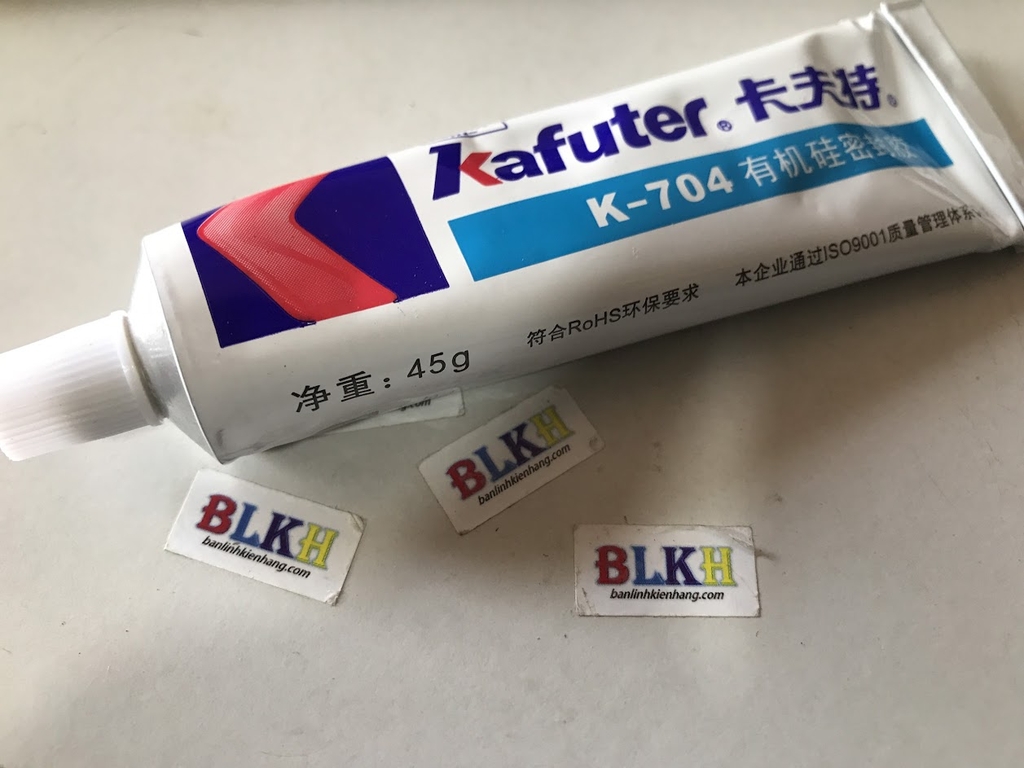 Kafuter® 卡夫特®
K-704 有机硅密封胶
本企业通过ISO9001质量管理体系
符合RoHS环保要求
净重：45g
BLKH
banlinhkienhang.com
BLKH
banlinhkienhang.com
BLKH
banlinhkienhang.com